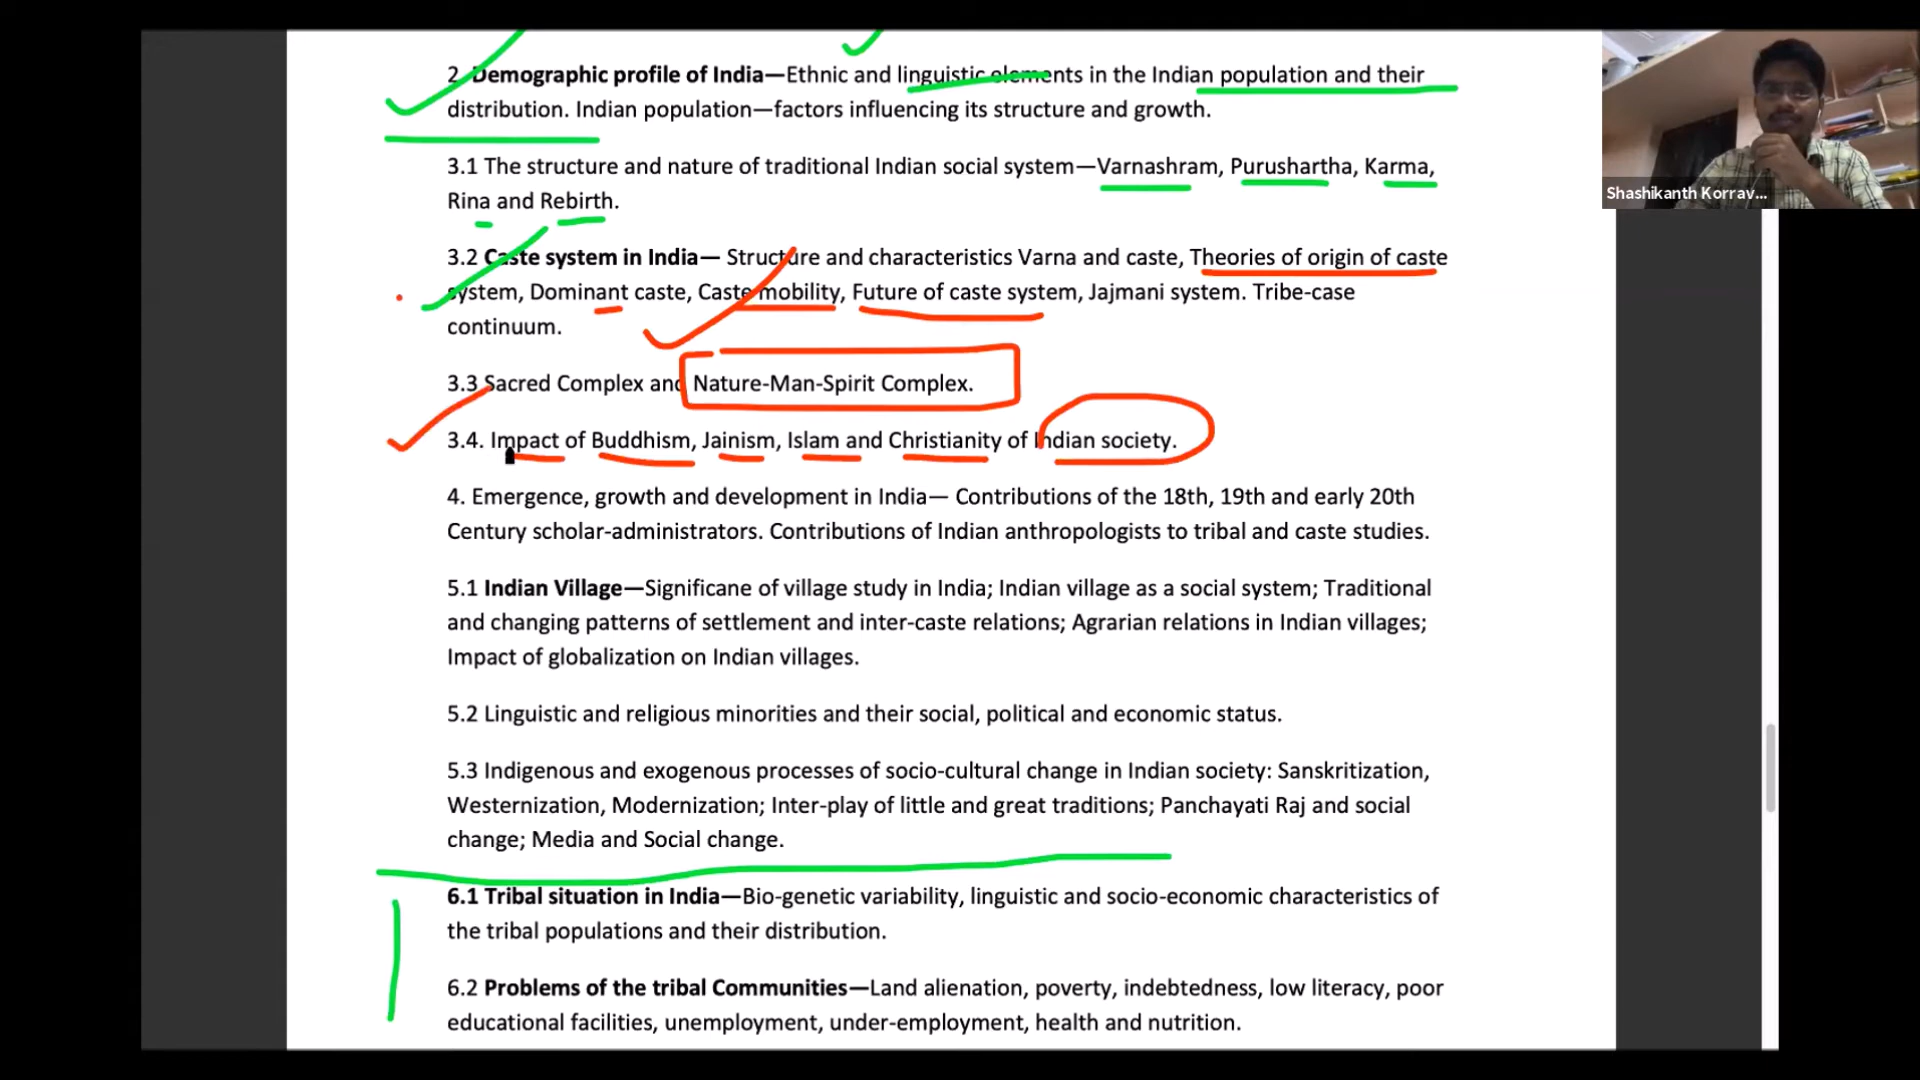 2. Demographic profile of India—Ethnic and linguistic elements in the Indian population and their
distribution. Indian population—factors influencing its structure and growth.
3.1 The structure and nature of traditional Indian social system—Varnashram, Purushartha, Karma,
Rina and Rebirth.
3.2 Caste system in India— Structure and characteristics Varna and caste, Theories of origin of caste
system, Dominant caste, Caste mobility, Future of caste system, Jajmani system. Tribe-case
continuum.
3.3 Sacred Complex and Nature-Man-Spirit Complex.
3.4. Impact of Buddhism, Jainism, Islam and Christianity of Indian society.
4. Emergence, growth and development in India— Contributions of the 18th, 19th and early 20th
Century scholar-administrators. Contributions of Indian anthropologists to tribal and caste studies.
5.1 Indian Village—Significane of village study in India; Indian village as a social system; Traditional
and changing patterns of settlement and inter-caste relations; Agrarian relations in Indian villages;
Impact of globalization on Indian villages.
5.2 Linguistic and religious minorities and their social, political and economic status.
5.3 Indigenous and exogenous processes of socio-cultural change in Indian society: Sanskritization,
Westernization, Modernization; Inter-play of little and great traditions; Panchayati Raj and social
change; Media and Social change.
6.1 Tribal situation in India—Bio-genetic variability, linguistic and socio-economic characteristics of
the tribal populations and their distribution.
6.2 Problems of the tribal Communities—Land alienation, poverty, indebtedness, low literacy, poor
educational facilities, unemployment, under-employment, health and nutrition.
Shashikanth Korrav...